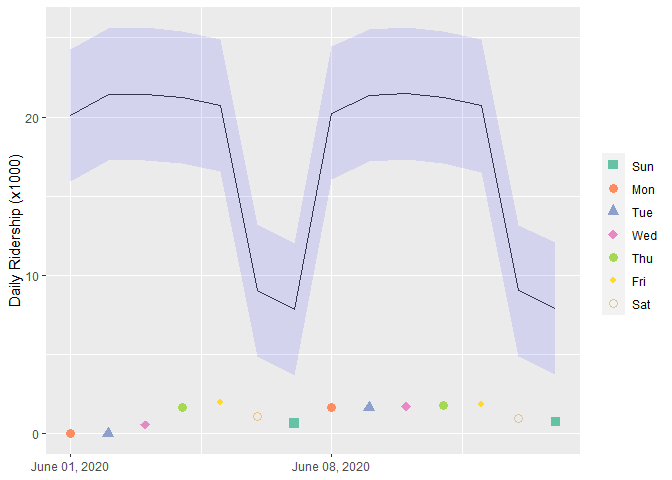 Daily Ridership (x1000)
20
10
0
June 01, 2020
June 08, 2020
Sun
Mon
Tue
Wed
Thu
Fri
Sat